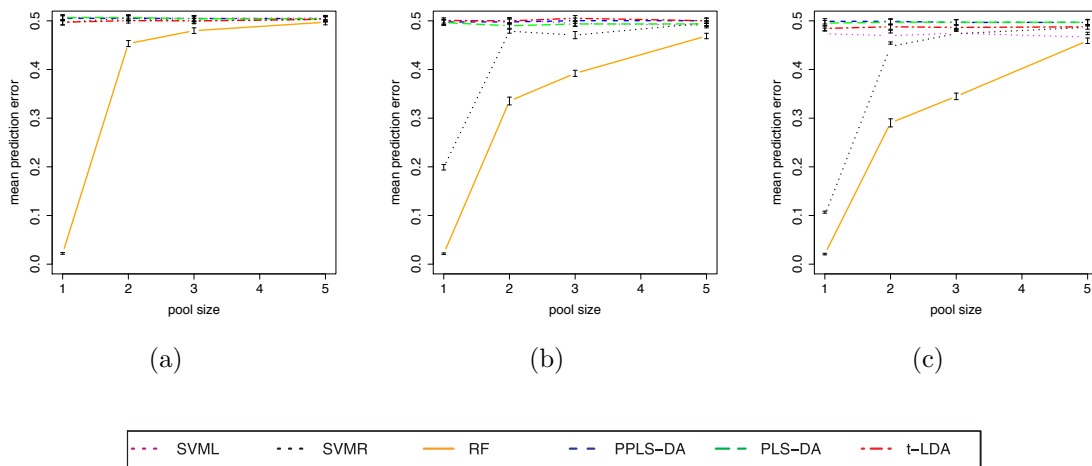 mean prediction error
0.5
0.4
0.3
0.2
0.1
0.0
1 2 3 4 5
pool size
(a)
mean prediction error
0.5
0.4
0.3
0.2
0.1
0.0
1 2 3 4 5
pool size
(b)
mean prediction error
0.5
0.4
0.3
0.2
0.1
0.0
1 2 3 4 5
pool size
(c)
SVML SVMR RF PPLS-DA PLS-DA t-LDA